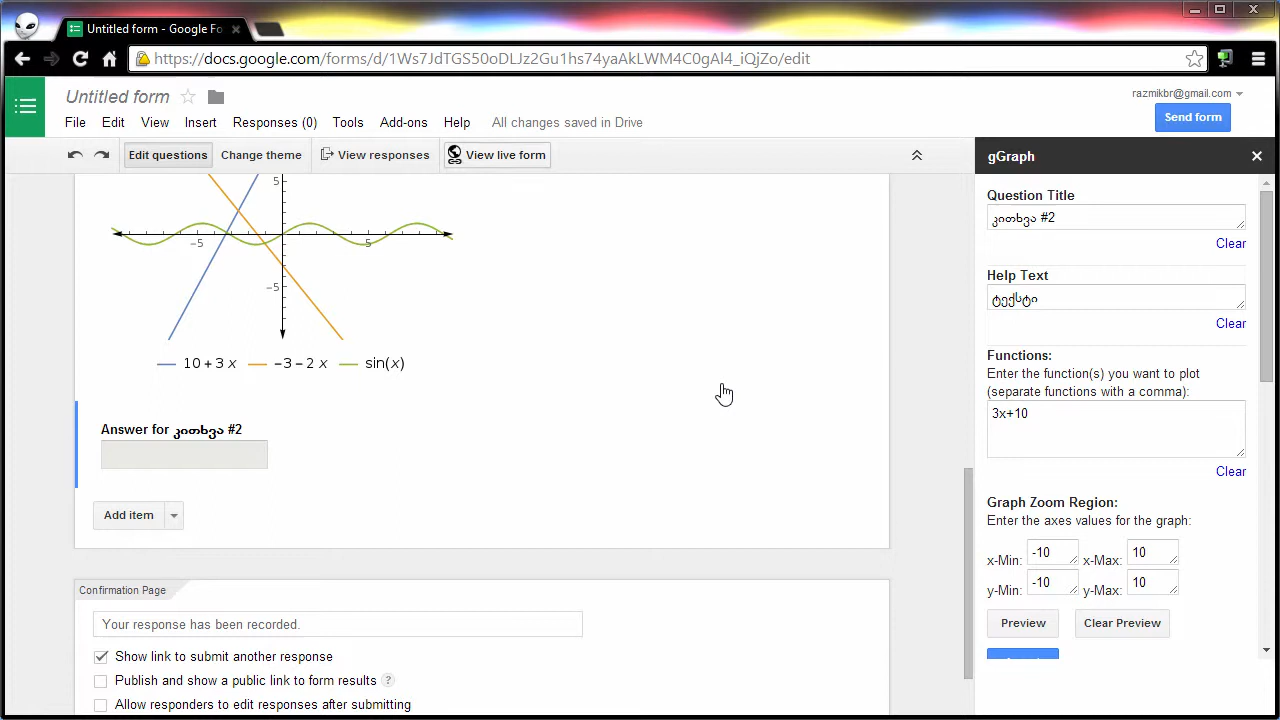 Untitled form - Google Fo
https://docs.google.com/forms/d/1Ws7JdTGS50oDLJz2Gu1hs74yaAkLWM4C0gAl4_iQjZo/edit
Untitled form
razmikbr@gmail.com
Send form
File Edit View Insert Responses (0) Tools Add-ons Help All changes saved in Drive
Edit questions Change theme View responses View live form
gGraph
Question Title
კითხვა #2
Clear
Help Text
ტექსტი
Clear
Functions:
Enter the function(s) you want to plot
(separate functions with a comma):
3x+10
Clear
Graph Zoom Region:
Enter the axes values for the graph:
x-Min: -10 x-Max: 10
y-Min: -10 y-Max: 10
Preview Clear Preview
5
−5 5
−5
10 + 3 x −3 − 2 x sin(x)
Answer for კითხვა #2
Add item
Confirmation Page
Your response has been recorded.
Show link to submit another response
Publish and show a public link to form results ?
Allow responders to edit responses after submitting